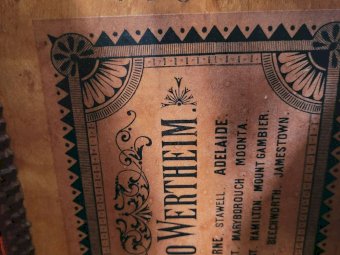 O WERTHEIM.
RNE STAWELL ADELAIDE.
T. MARYBOROUGH, MOONTA.
T. HAMILTON, MOUNT GAMBIER.
BEECHWORTH, JAMESTOWN.